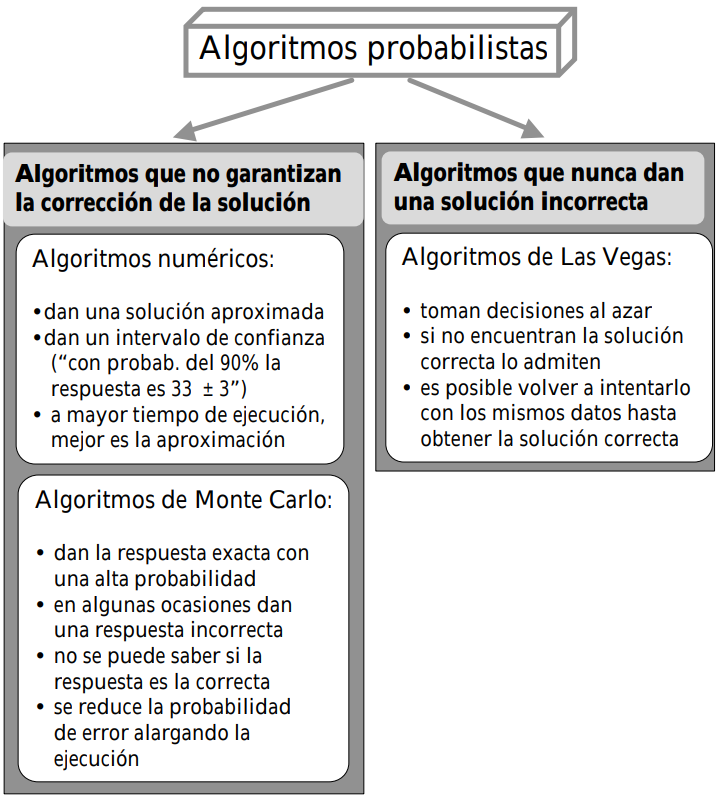 Algoritmos probabilistas
Algoritmos que no garantizan
la corrección de la solución
Algoritmos numéricos:
•dan una solución aproximada
•dan un intervalo de confianza
(“con probab. del 90% la
respuesta es 33 ± 3”)
• a mayor tiempo de ejecución,
mejor es la aproximación
Algoritmos de Monte Carlo:
• dan la respuesta exacta con
una alta probabilidad
• en algunas ocasiones dan
una respuesta incorrecta
• no se puede saber si la
respuesta es la correcta
• se reduce la probabilidad
de error alargando la
ejecución
Algoritmos que nunca dan
una solución incorrecta
Algoritmos de Las Vegas:
• toman decisiones al azar
• si no encuentran la solución
correcta lo admiten
• es posible volver a intentarlo
con los mismos datos hasta
obtener la solución correcta